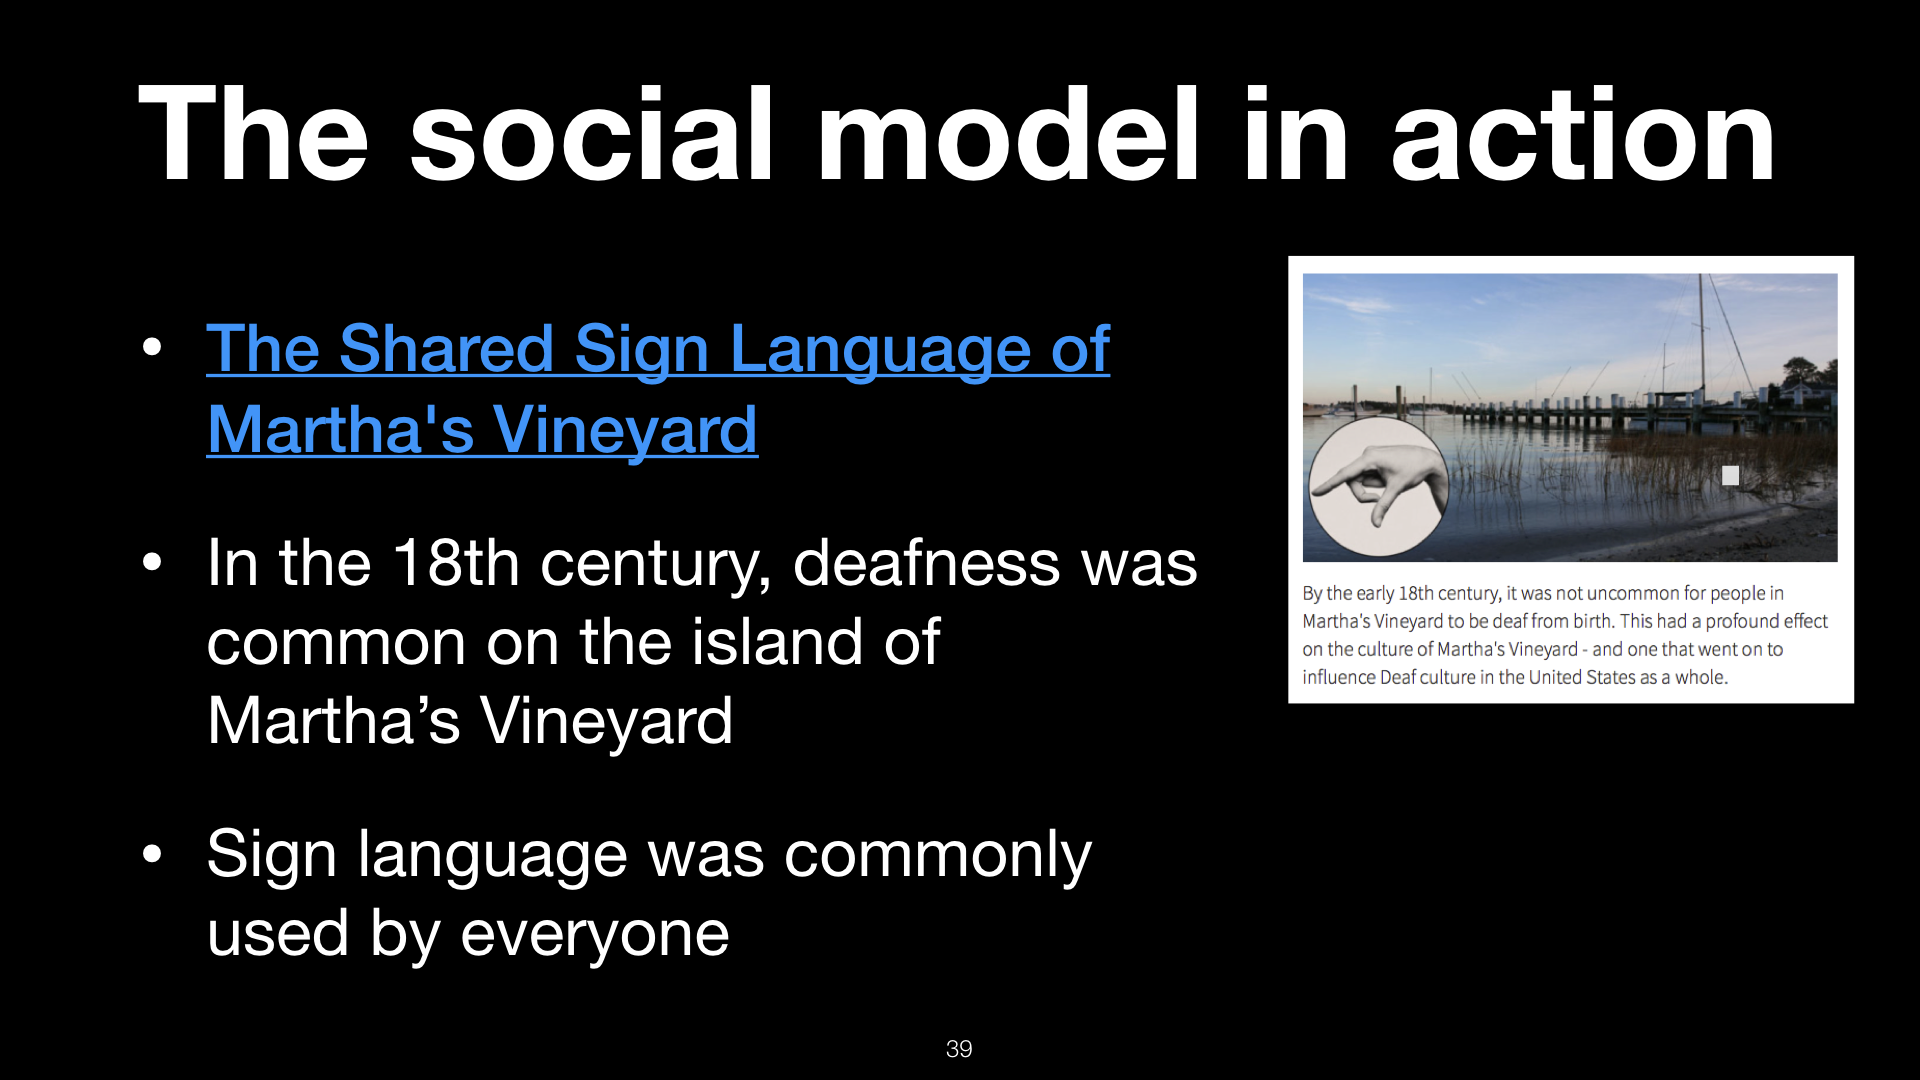 The social model in action
• The Shared Sign Language of
Martha's Vineyard
• In the 18th century, deafness was
common on the island of
Martha’s Vineyard
• Sign language was commonly
used by everyone
By the early 18th century, it was not uncommon for people in
Martha's Vineyard to be deaf from birth. This had a profound effect
on the culture of Martha's Vineyard - and one that went on to
influence Deaf culture in the United States as a whole.
39